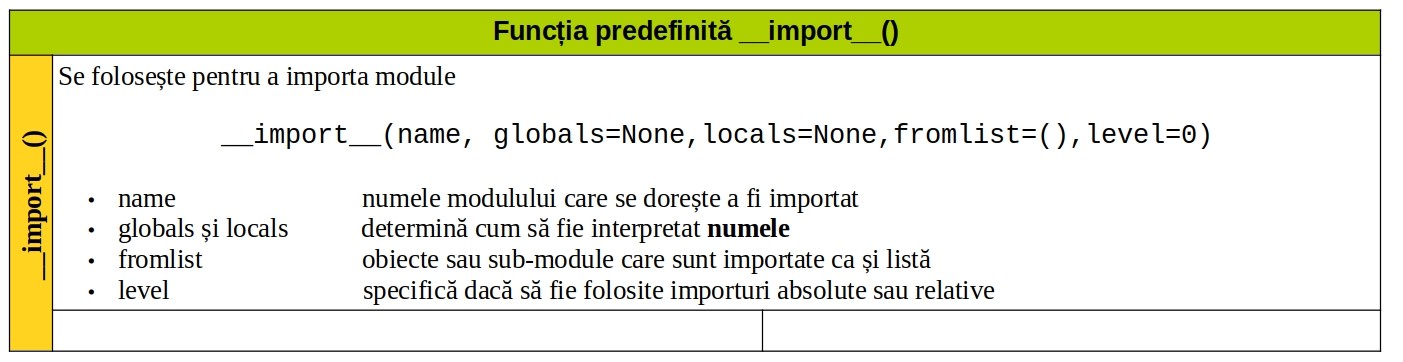 Funcția predefinită __import__()
__import__()
Se folosește pentru a importa module
__import__(name, globals=None,locals=None,fromlist=(),level=0)
• name numele modulului care se dorește a fi importat
• globals și locals determină cum să fie interpretat numele
• fromlist obiecte sau sub-module care sunt importate ca și listă
• level specifică dacă să fie folosite importuri absolute sau relative